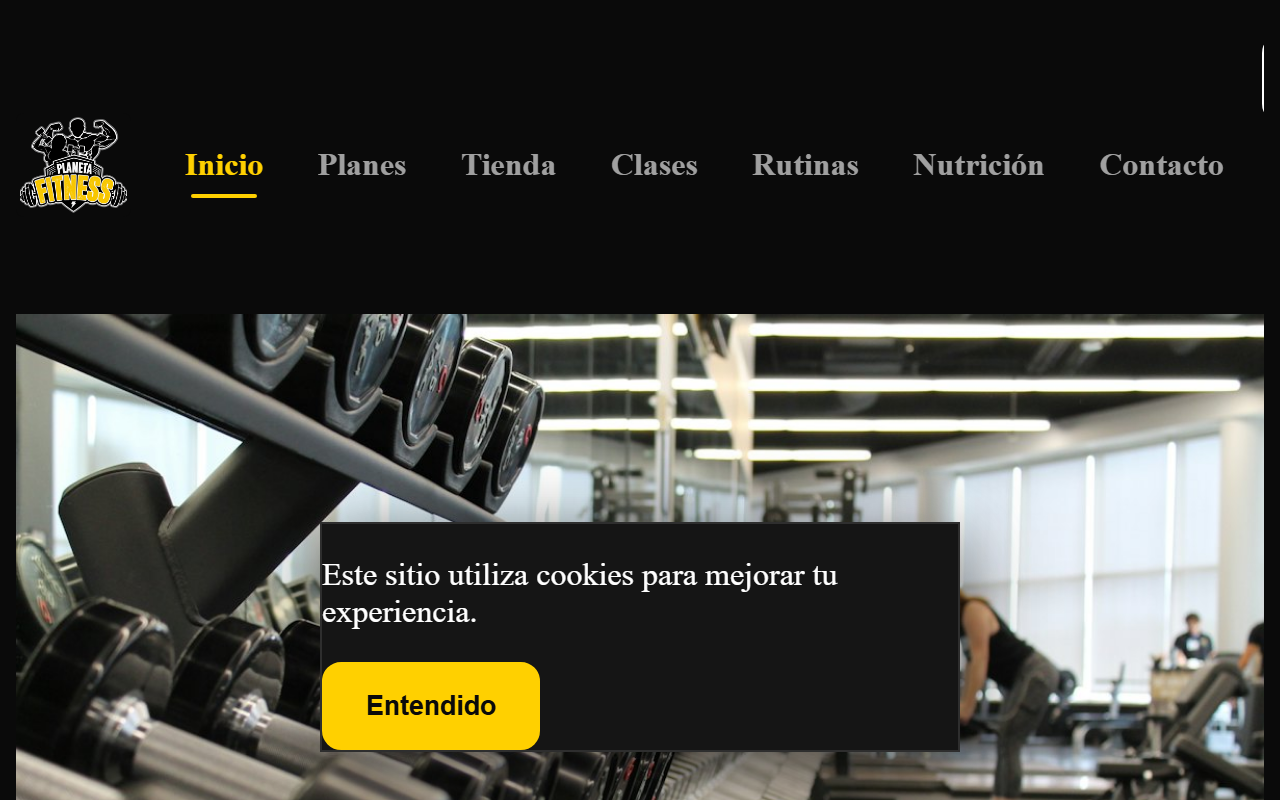 PLANETA
FITNESS
Inicio
Planes
Tienda
Clases
Rutinas
Nutrición
Contacto
Este sitio utiliza cookies para mejorar tu
experiencia.
Entendido